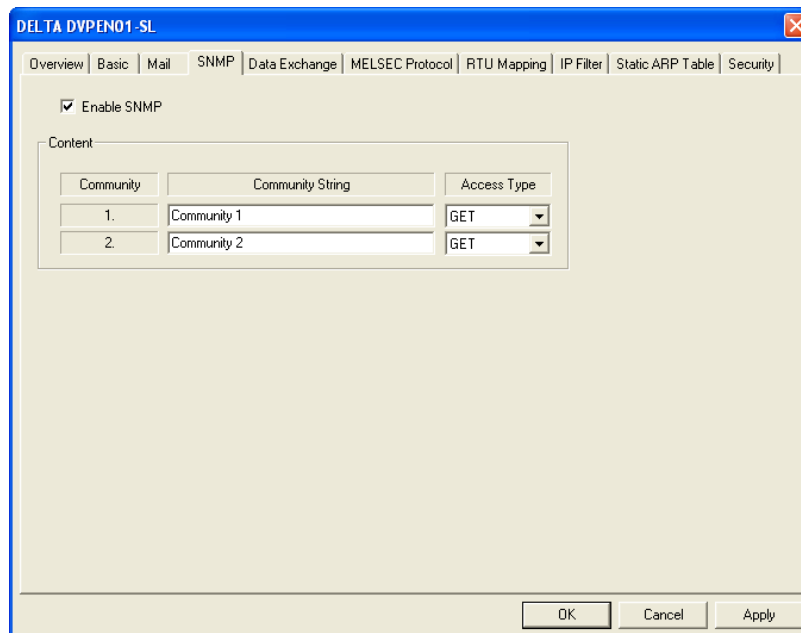 DELTA DVPEN01-SL
Overview Basic Mail SNMP Data Exchange MELSEC Protocol RTU Mapping IP Filter Static ARP Table Security
Enable SNMP
Content
Community Community String Access Type
1. Community 1 GET
2. Community 2 GET
OK Cancel Apply